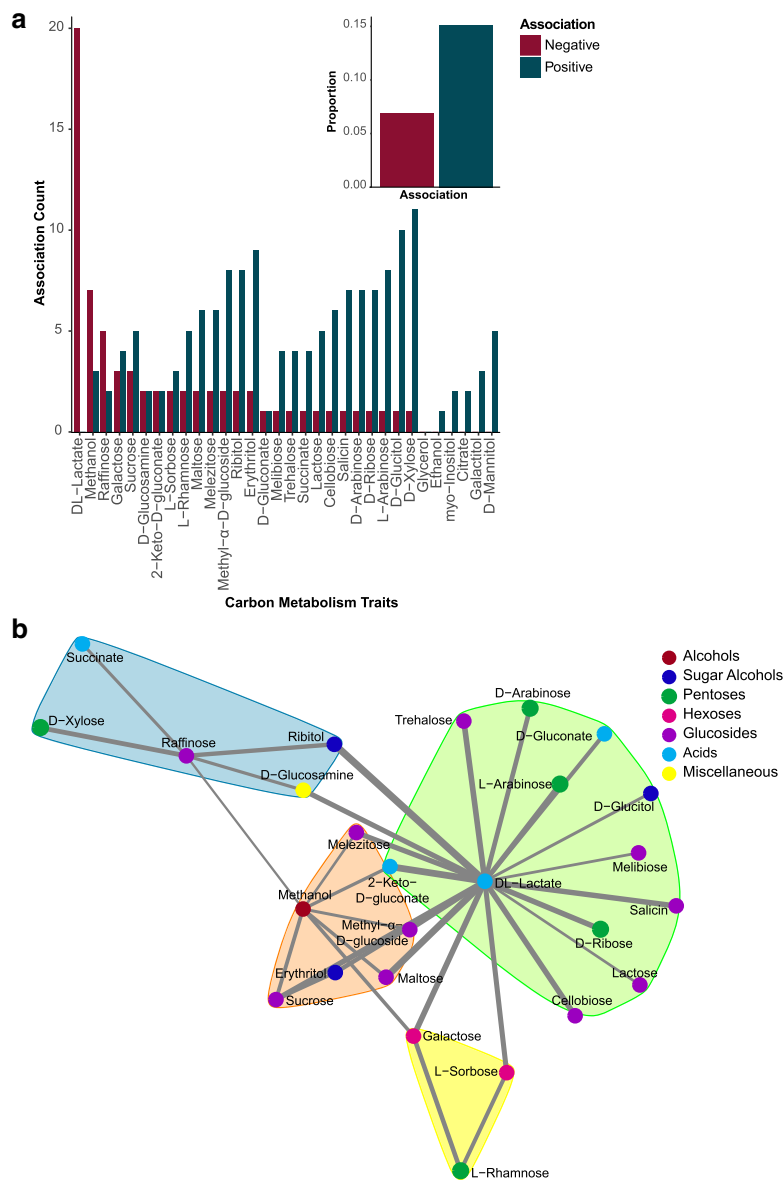 a
Association Count
20
15
10
5
0
Proportion
0.15
0.10
0.05
0.00
Association
Association
Negative
Positive
DL−Lactate
Methanol
Raffinose
Galactose
Sucrose
D−Glucosamine
2−Keto−D−gluconate
L−Sorbose
L−Rhamnose
Maltose
Melezitose
Methyl−α−D−glucoside
Ribitol
Erythritol
D−Gluconate
Melibiose
Trehalose
Succinate
Lactose
Cellobiose
Salicin
D−Arabinose
D−Ribose
L−Arabinose
D−Glucitol
D−Xylose
Glycerol
Ethanol
myo−Inositol
Citrate
Galactitol
D−Mannitol
Carbon Metabolism Traits
b
Succinate
D−Xylose
Raffinose
Ribitol
D−Glucosamine
Trehalose
D−Arabinose
D−Gluconate
L−Arabinose
D−Glucitol
Melibiose
DL−Lactate
Salicin
D−Ribose
Lactose
Cellobiose
Melezitose
2−Keto−
D−gluconate
Methanol
Methyl−α−
D−glucoside
Erythritol
Maltose
Sucrose
Galactose
L−Sorbose
L−Rhamnose
Alcohols
Sugar Alcohols
Pentoses
Hexoses
Glucosides
Acids
Miscellaneous